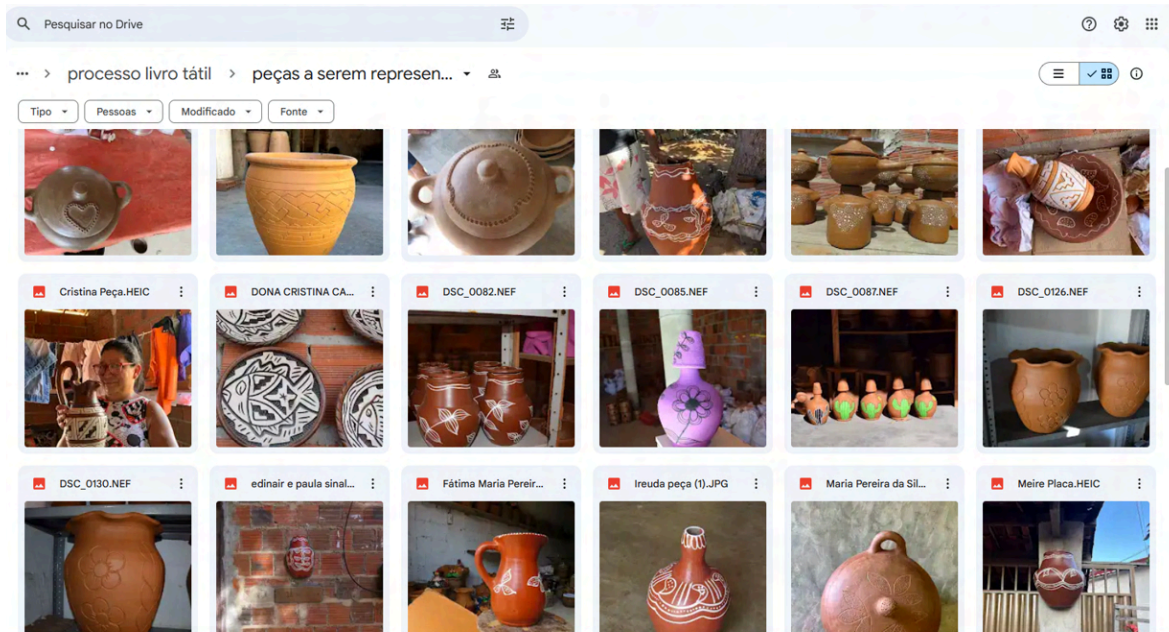 Pesquisar no Drive
... > processo livro tátil > peças a serem represen...
Tipo Pessoas Modificado Fonte
Cristina Peça.HEIC DONA CRISTINA CA... DSC_0082.NEF DSC_0085.NEF DSC_0087.NEF DSC_0126.NEF
DSC_0130.NEF edinair e paula sinal... Fátima Maria Pereir... Ireuda peça (1).JPG Maria Pereira da Sil... Meire Placa.HEIC